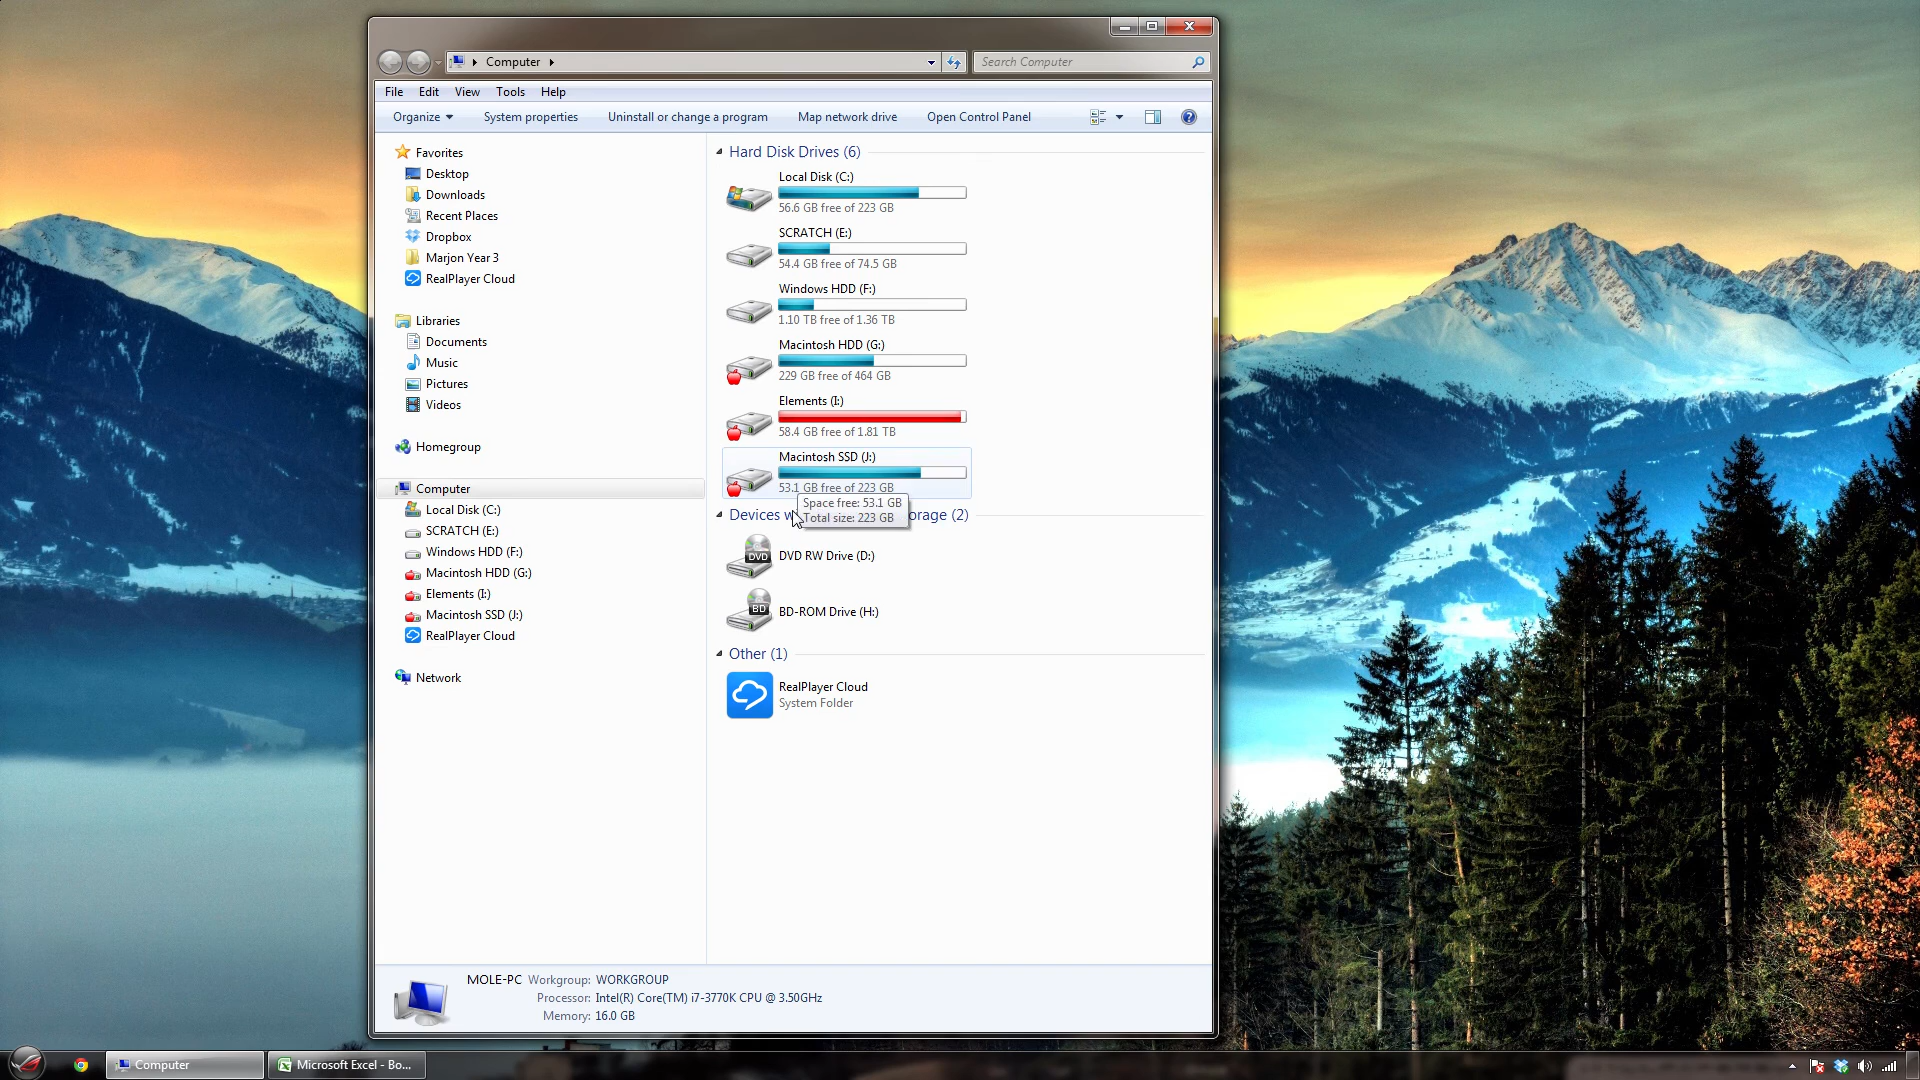 Computer
Search Computer
File Edit View Tools Help
Organize System properties Uninstall or change a program Map network drive Open Control Panel
Favorites
Desktop
Downloads
Recent Places
Dropbox
Marjon Year 3
RealPlayer Cloud
Libraries
Documents
Music
Pictures
Videos
Homegroup
Computer
Local Disk (C:)
SCRATCH (E:)
Windows HDD (F:)
Macintosh HDD (G:)
Elements (I:)
Macintosh SSD (J:)
RealPlayer Cloud
Network
Hard Disk Drives (6)
Local Disk (C:)
56.6 GB free of 223 GB
SCRATCH (E:)
54.4 GB free of 74.5 GB
Windows HDD (F:)
1.10 TB free of 1.36 TB
Macintosh HDD (G:)
229 GB free of 464 GB
Elements (I:)
58.4 GB free of 1.81 TB
Macintosh SSD (J:)
53.1 GB free of 223 GB
Space free: 53.1 GB
Total size: 223 GB
Devices w orage (2)
DVD
DVD RW Drive (D:)
BD
BD-ROM Drive (H:)
Other (1)
RealPlayer Cloud
System Folder
MOLE-PC Workgroup: WORKGROUP
Processor: Intel(R) Core(TM) i7-3770K CPU @ 3.50GHz
Memory: 16.0 GB
Computer
Microsoft Excel - Bo...